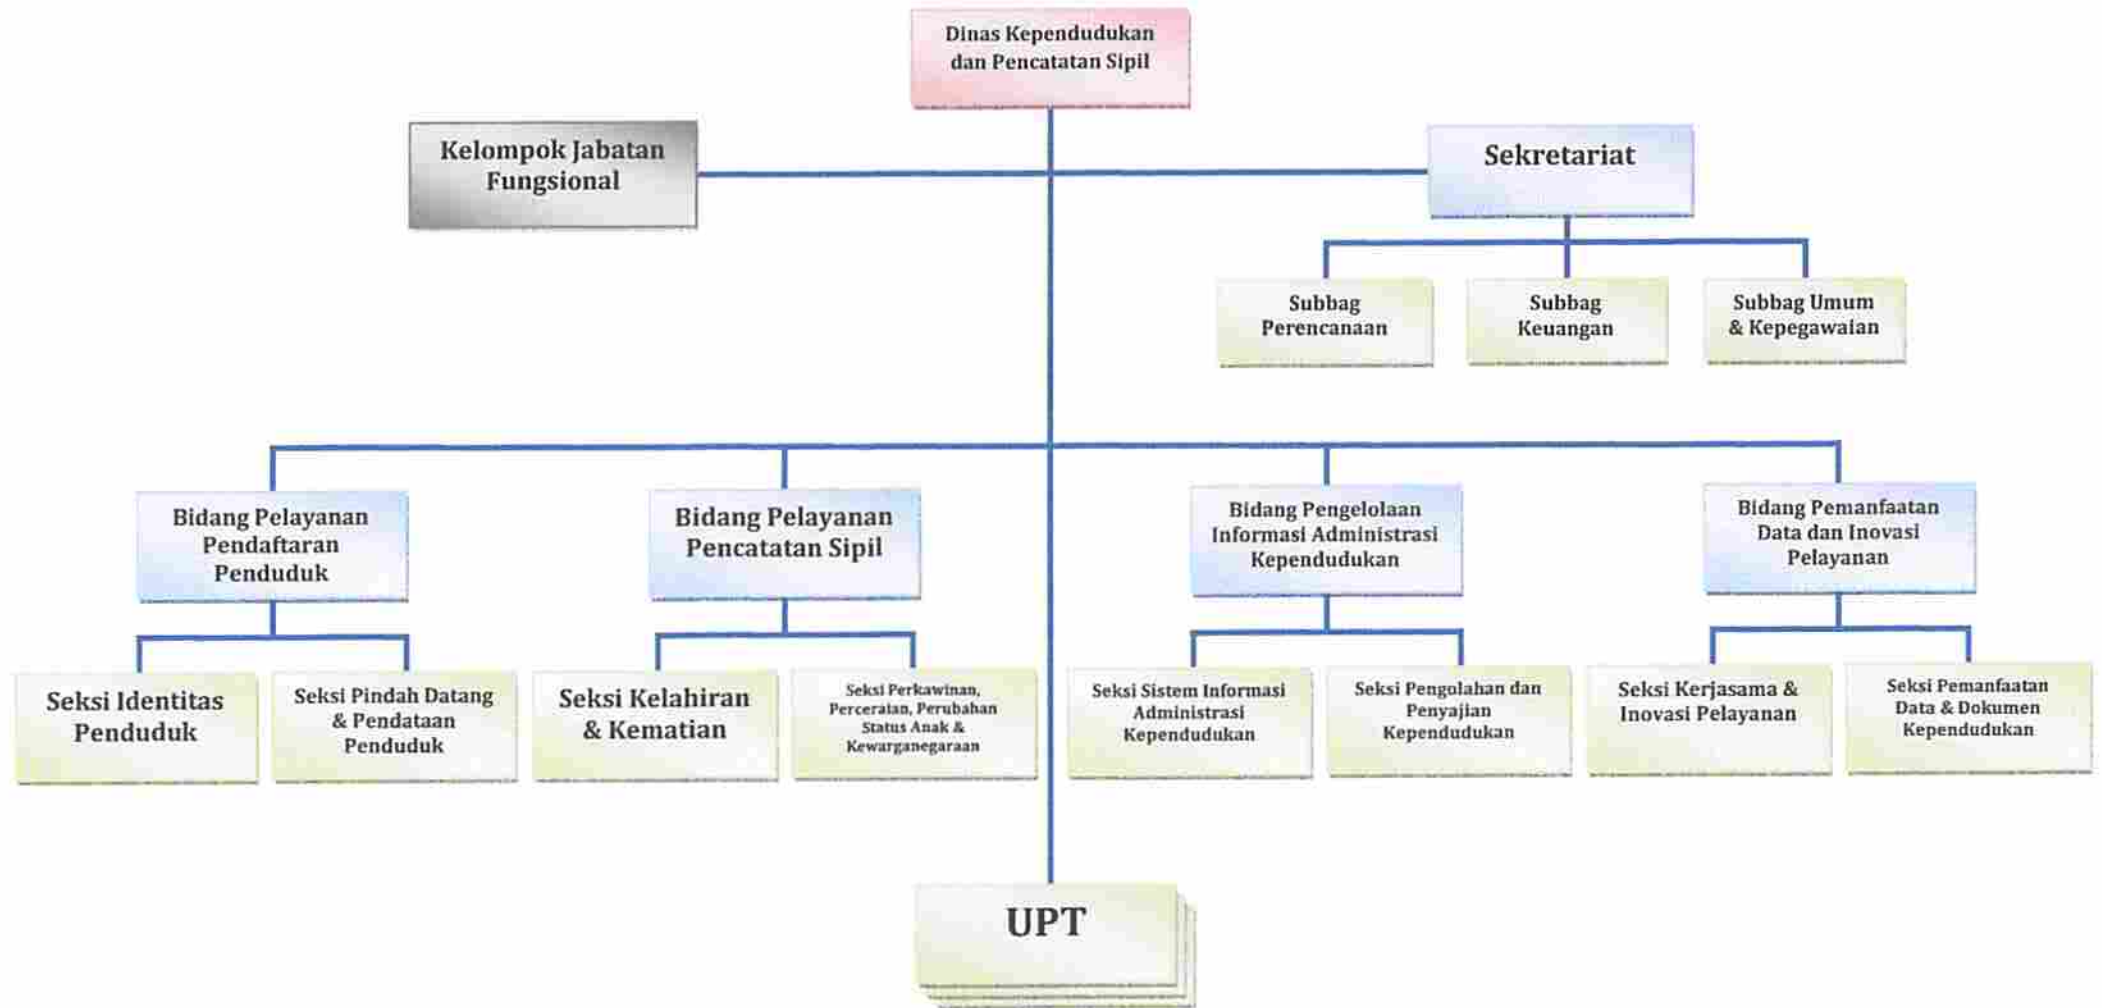 Dinas Kependudukan
dan Pencatatan Sipil
Kelompok Jabatan
Fungsional
Sekretariat
Subbag
Perencanaan
Subbag
Keuangan
Subbag Umum
& Kepegawaian
Bidang Pelayanan
Pendaftaran
Penduduk
Bidang Pelayanan
Pencatatan Sipil
Bidang Pengelolaan
Informasi Administrasi
Kependudukan
Bidang Pemanfaatan
Data dan Inovasi
Pelayanan
Seksi Identitas
Penduduk
Seksi Pindah Datang
& Pendataan
Penduduk
Seksi Kelahiran
& Kematian
Seksi Perkawinan,
Perceraian, Perubahan
Status Anak &
Kewarganegaraan
Seksi Sistem Informasi
Administrasi
Kependudukan
Seksi Pengolahan dan
Penyajian
Kependudukan
Seksi Kerjasama &
Inovasi Pelayanan
Seksi Pemanfaatan
Data & Dokumen
Kependudukan
UPT